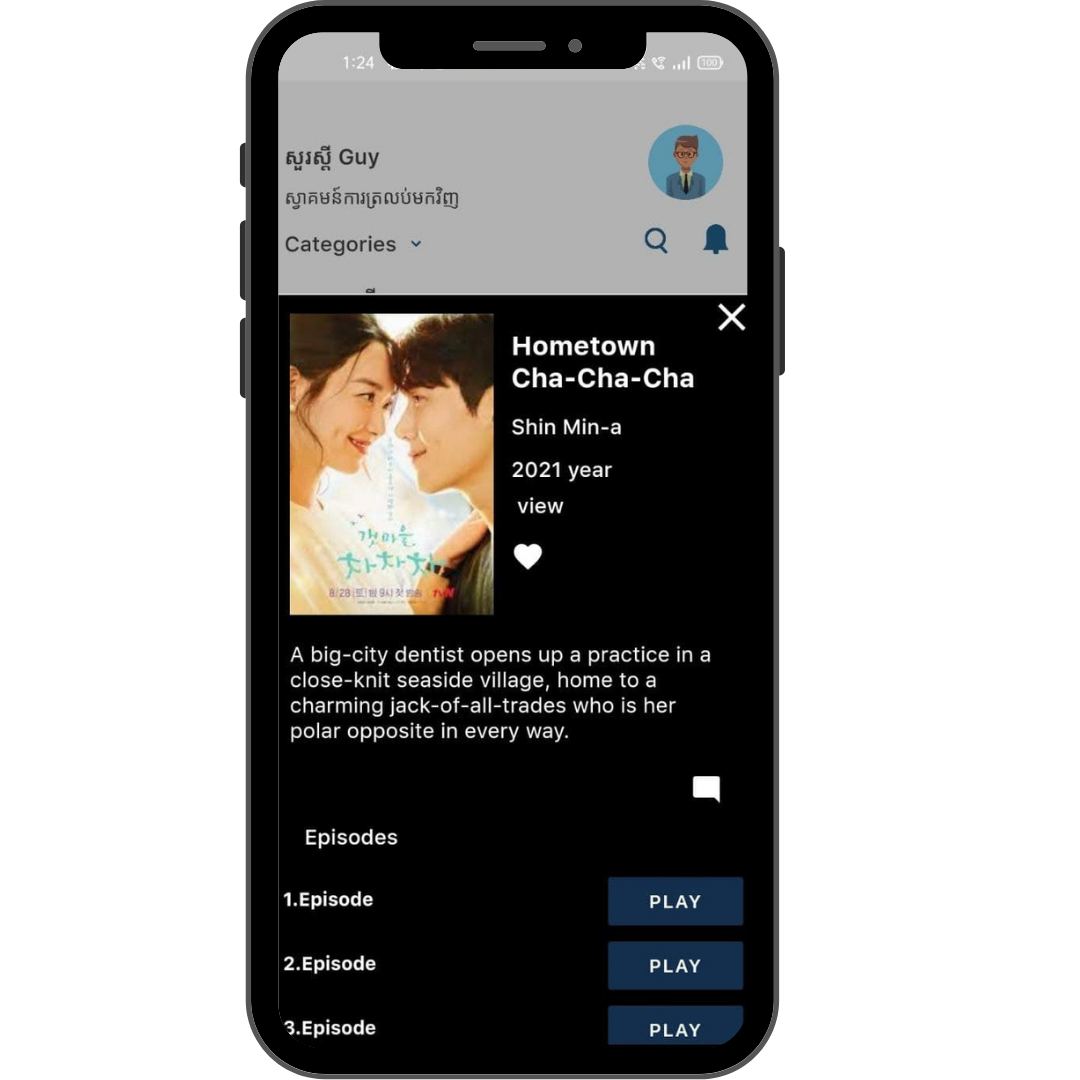 1:24
100
សួរស្តី Guy
ស្វាគមន៍ការត្រលប់មកវិញ
Categories
Hometown
Cha-Cha-Cha
Shin Min-a
2021 year
view
갯마을
차차차
8/28 [토] 밤 9시 첫 방송 tvN
A big-city dentist opens up a practice in a
close-knit seaside village, home to a
charming jack-of-all-trades who is her
polar opposite in every way.
Episodes
1.Episode
PLAY
2.Episode
PLAY
3.Episode
PLAY